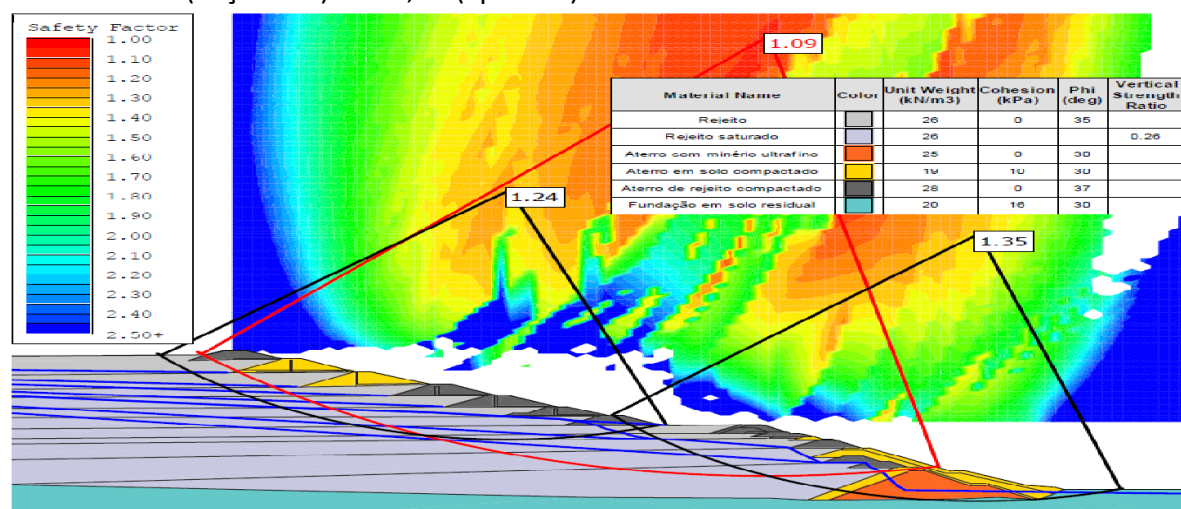 Safety Factor
1.00
1.10
1.20
1.30
1.40
1.50
1.60
1.70
1.80
1.90
2.00
2.10
2.20
2.30
2.40
2.50+
1.09
1.24
1.35
Material Name Color Unit Weight (kN/m3) Cohesion (kPa) Phi (deg) Vertical Strength Ratio
Rejeito 26 0 35
Rejeito saturado 26 0.26
Aterro com minério ultrafino 25 0 30
Aterro em solo compactado 19 10 30
Aterro de rejeito compactado 28 0 37
Fundação em solo residual 20 16 30